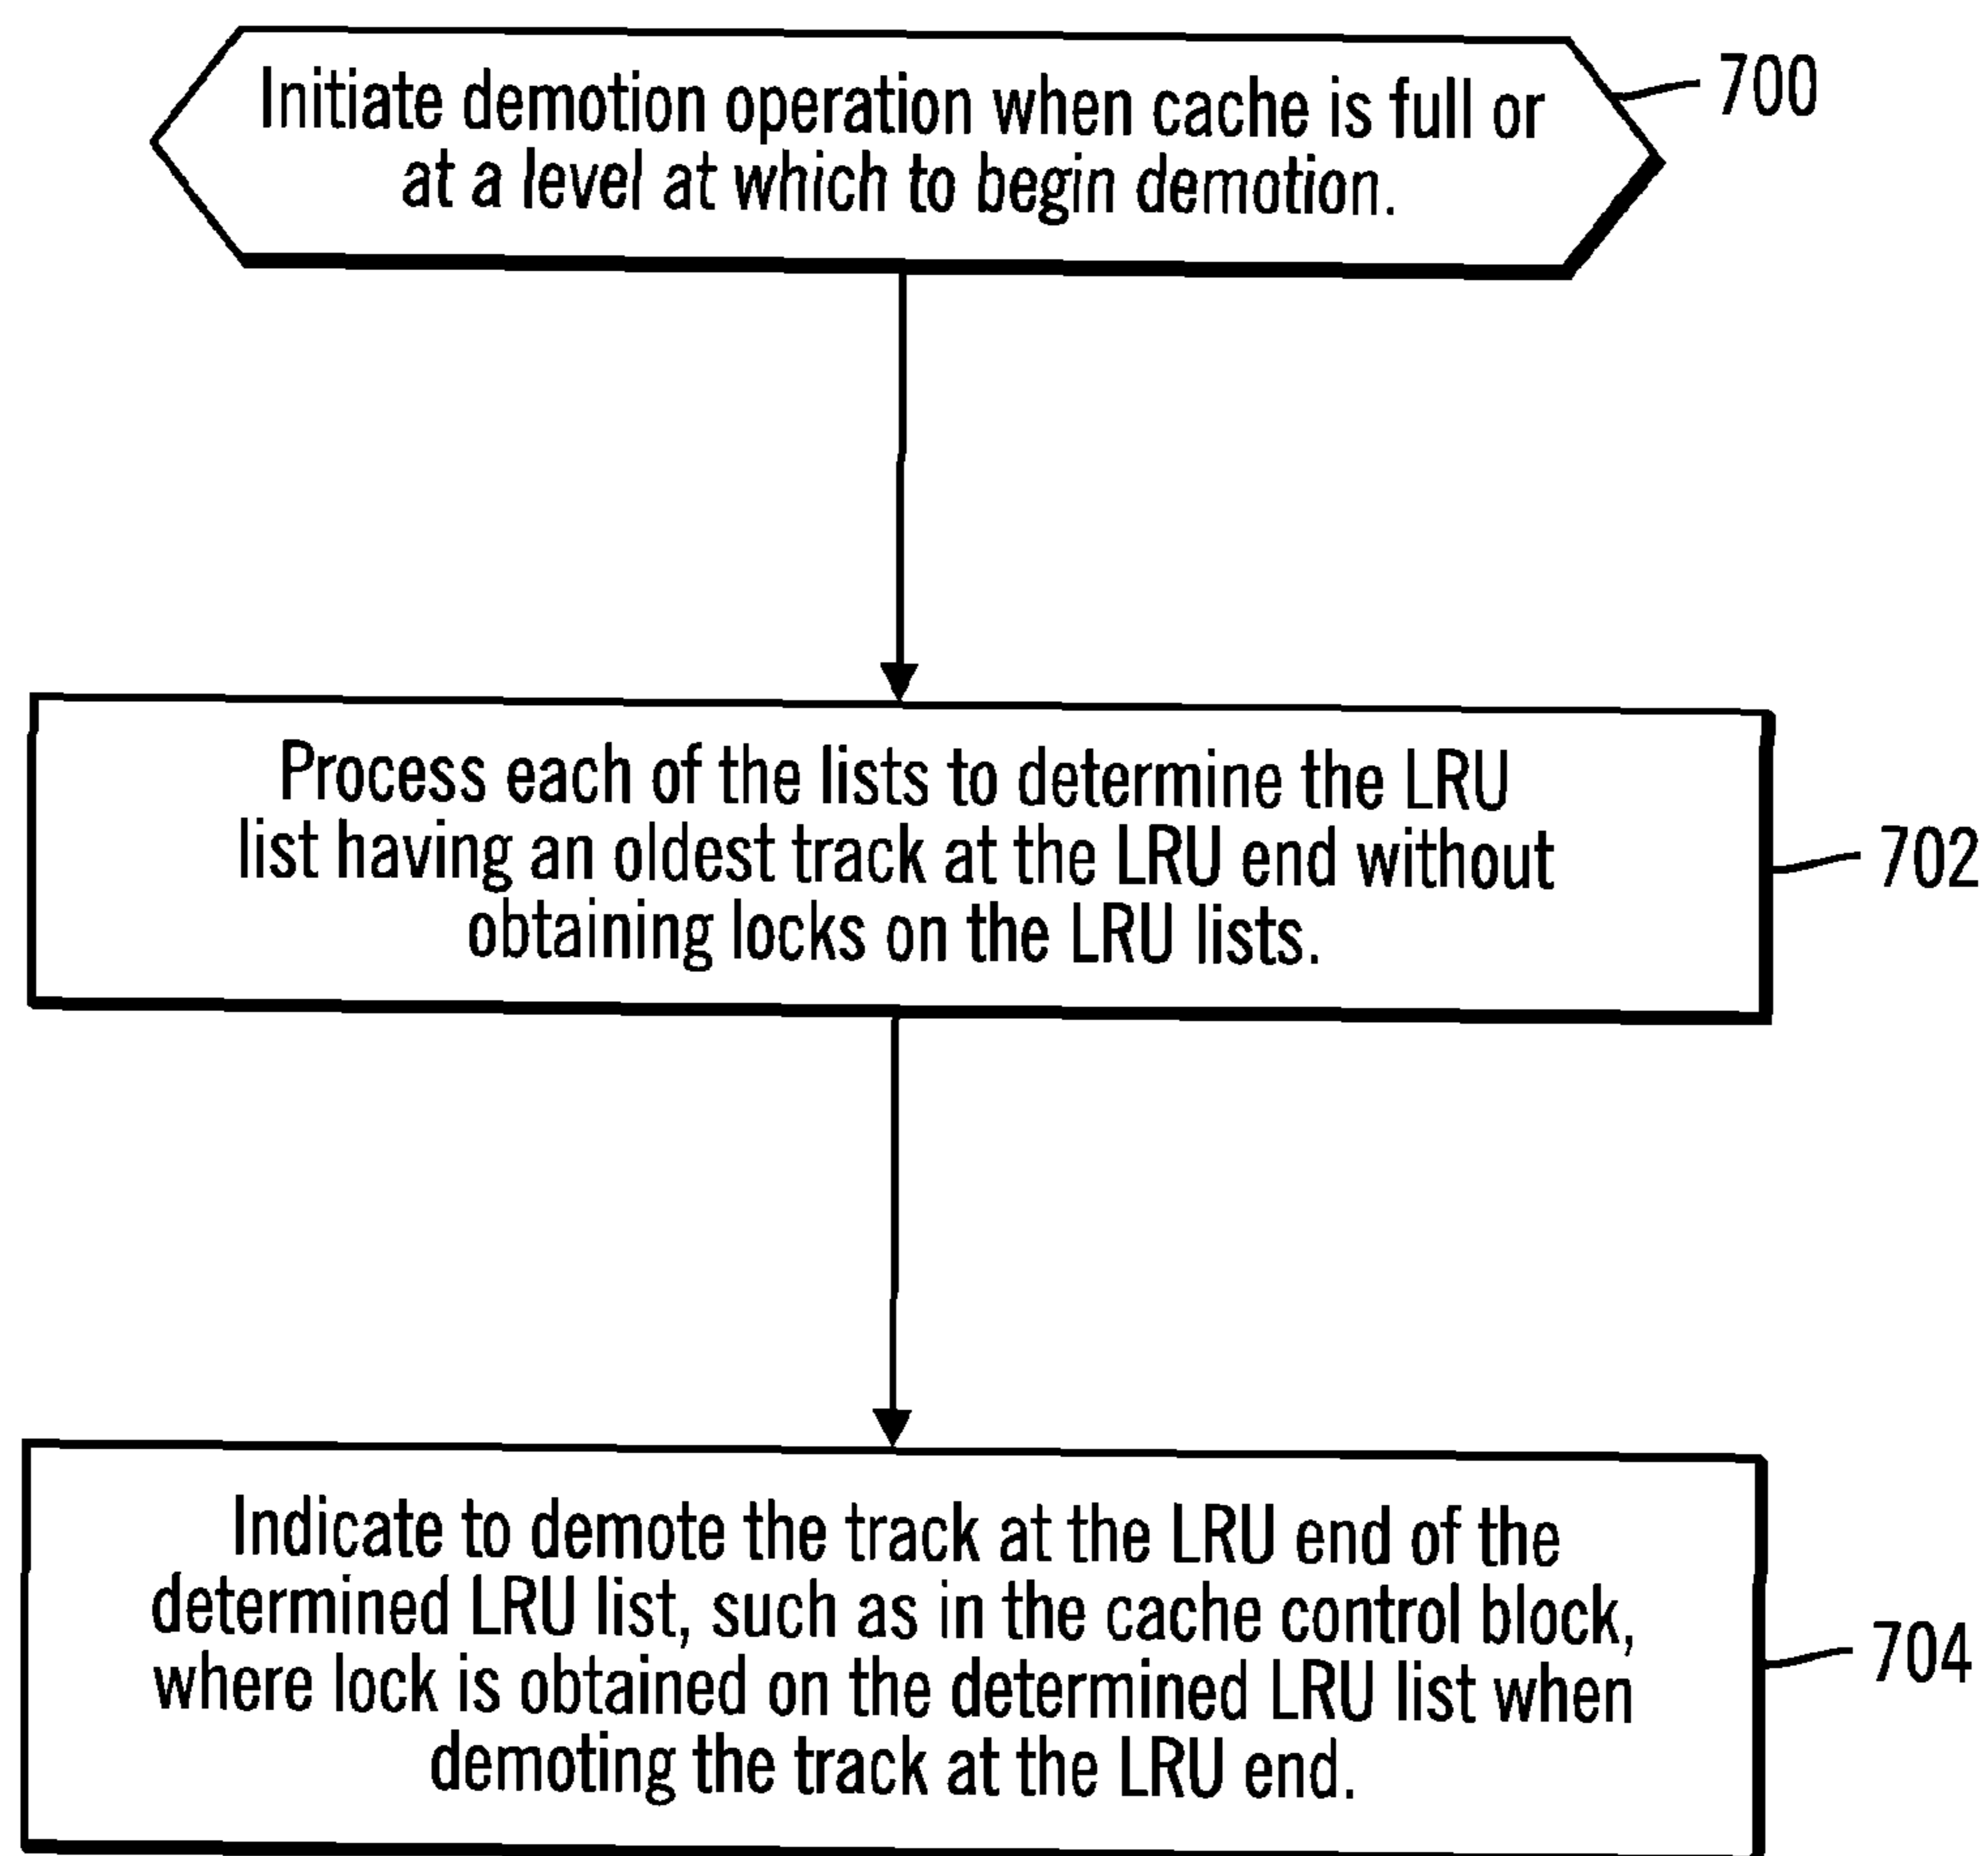 Initiate demotion operation when cache is full or
at a level at which to begin demotion.
700
Process each of the lists to determine the LRU
list having an oldest track at the LRU end without
obtaining locks on the LRU lists.
702
Indicate to demote the track at the LRU end of the
determined LRU list, such as in the cache control block,
where lock is obtained on the determined LRU list when
demoting the track at the LRU end.
704